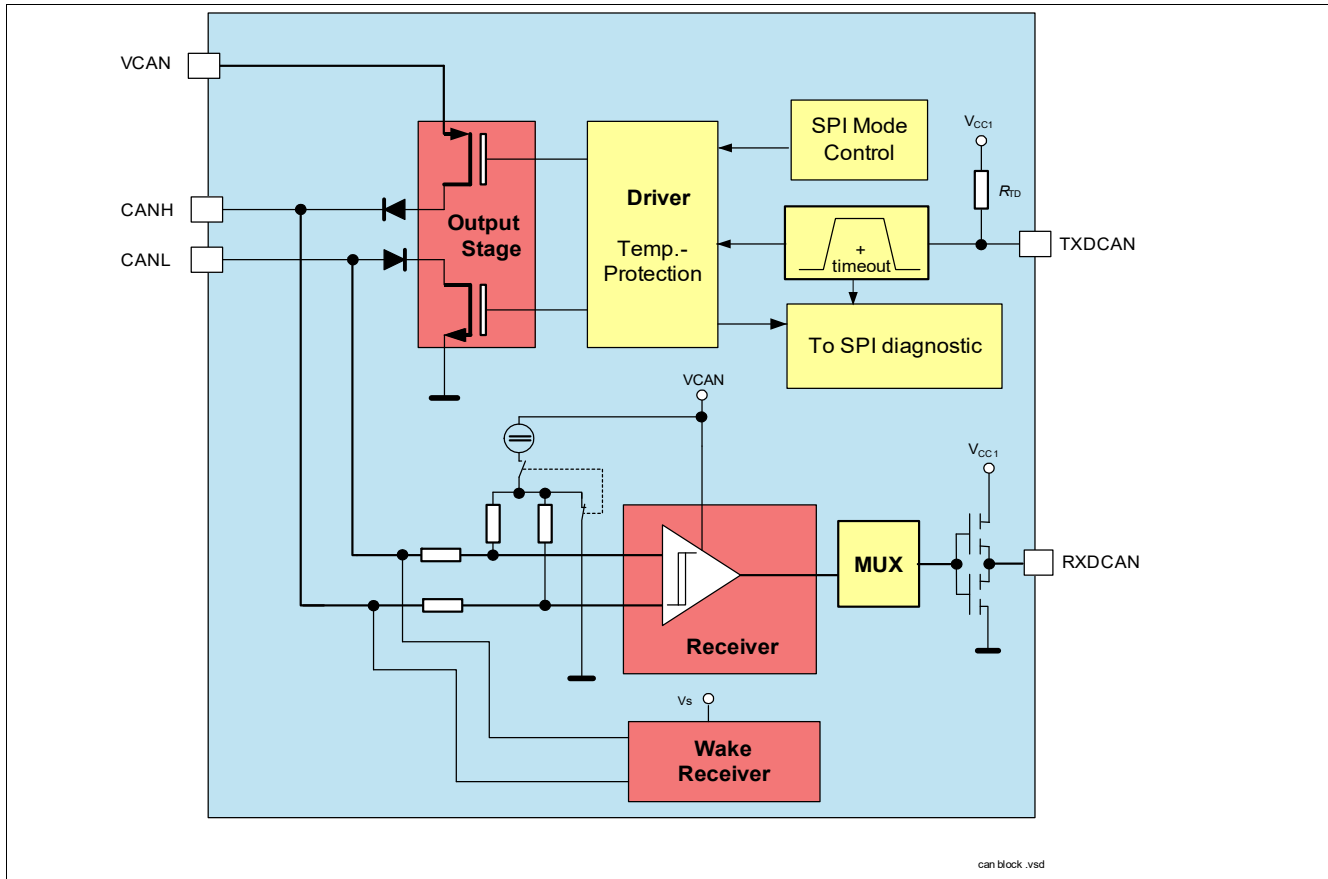 VCAN
SPI Mode
Control
VCC1
RTD
CANH
CANL
Output
Stage
Driver
Temp.-
Protection
+
timeout
TXDCAN
To SPI diagnostic
VCAN
VCC1
MUX
RXDCAN
Receiver
Vs
Wake
Receiver
can block .vsd